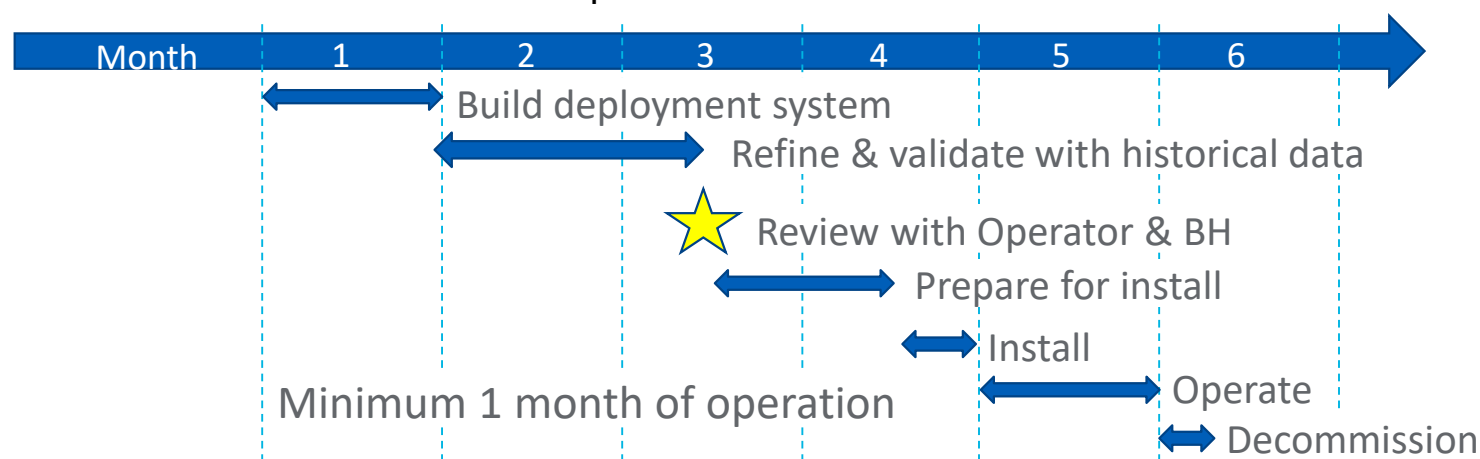 Month 1 2 3 4 5 6
Build deployment system
Refine & validate with historical data
Review with Operator & BH
Prepare for install
Install
Operate
Minimum 1 month of operation
Decommission